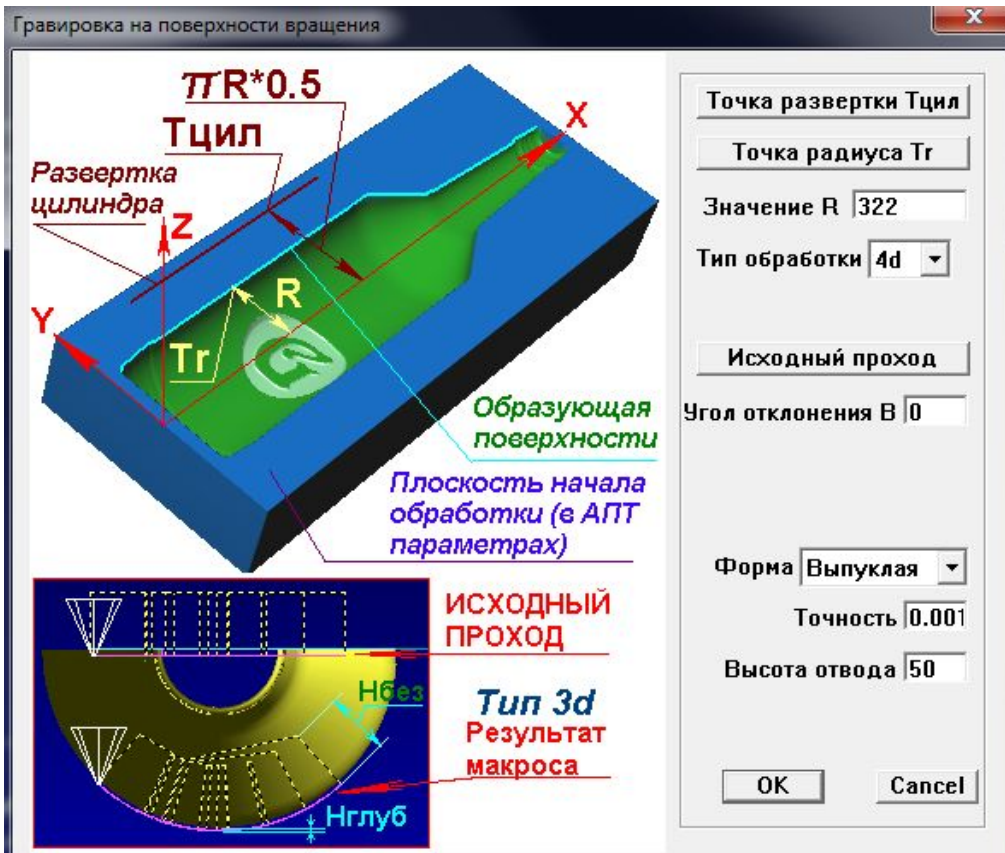 Гравировка на поверхности вращения
πR*0.5
Тцил
Развертка
цилиндра
Z
X
Y
R
Tr
Образующая
поверхности
Плоскость начала
обработки (в АПТ
параметрах)
ИСХОДНЫЙ
ПРОХОД
Hбез
Тип 3d
Результат
макроса
Hглуб
Точка развертки Тцил
Точка радиуса Tr
Значение R 322
Тип обработки 4d
Исходный проход
Угол отклонения B 0
Форма Выпуклая
Точность 0.001
Высота отвода 50
OK Cancel